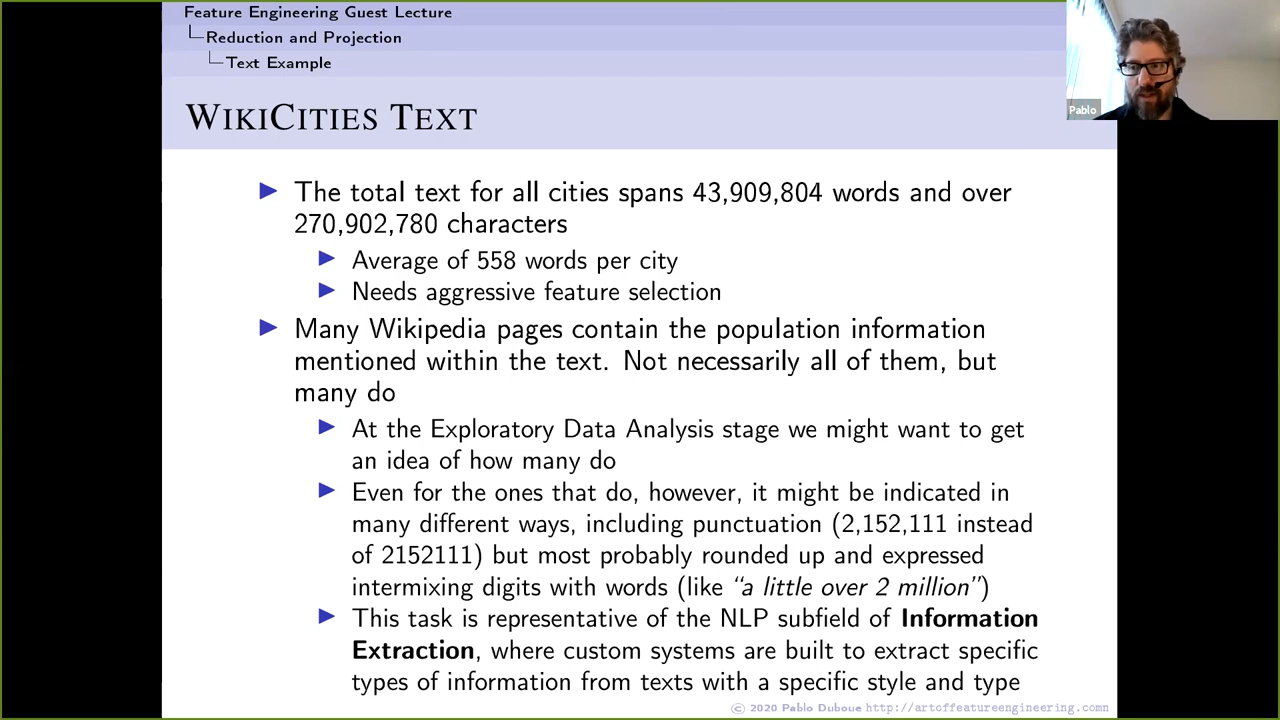 Feature Engineering Guest Lecture
Reduction and Projection
Text Example
WIKICITIES TEXT
Pablo
The total text for all cities spans 43,909,804 words and over
270,902,780 characters
Average of 558 words per city
Needs aggressive feature selection
Many Wikipedia pages contain the population information
mentioned within the text. Not necessarily all of them, but
many do
At the Exploratory Data Analysis stage we might want to get
an idea of how many do
Even for the ones that do, however, it might be indicated in
many different ways, including punctuation (2,152,111 instead
of 2152111) but most probably rounded up and expressed
intermixing digits with words (like “a little over 2 million”)
This task is representative of the NLP subfield of Information
Extraction, where custom systems are built to extract specific
types of information from texts with a specific style and type
© 2020 Pablo Duboue http://artoffeatureengineering.comn